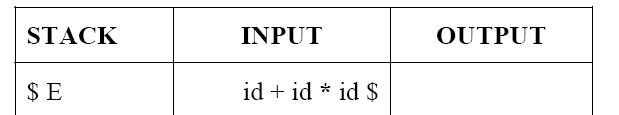 STACK INPUT OUTPUT
$ E id + id * id $